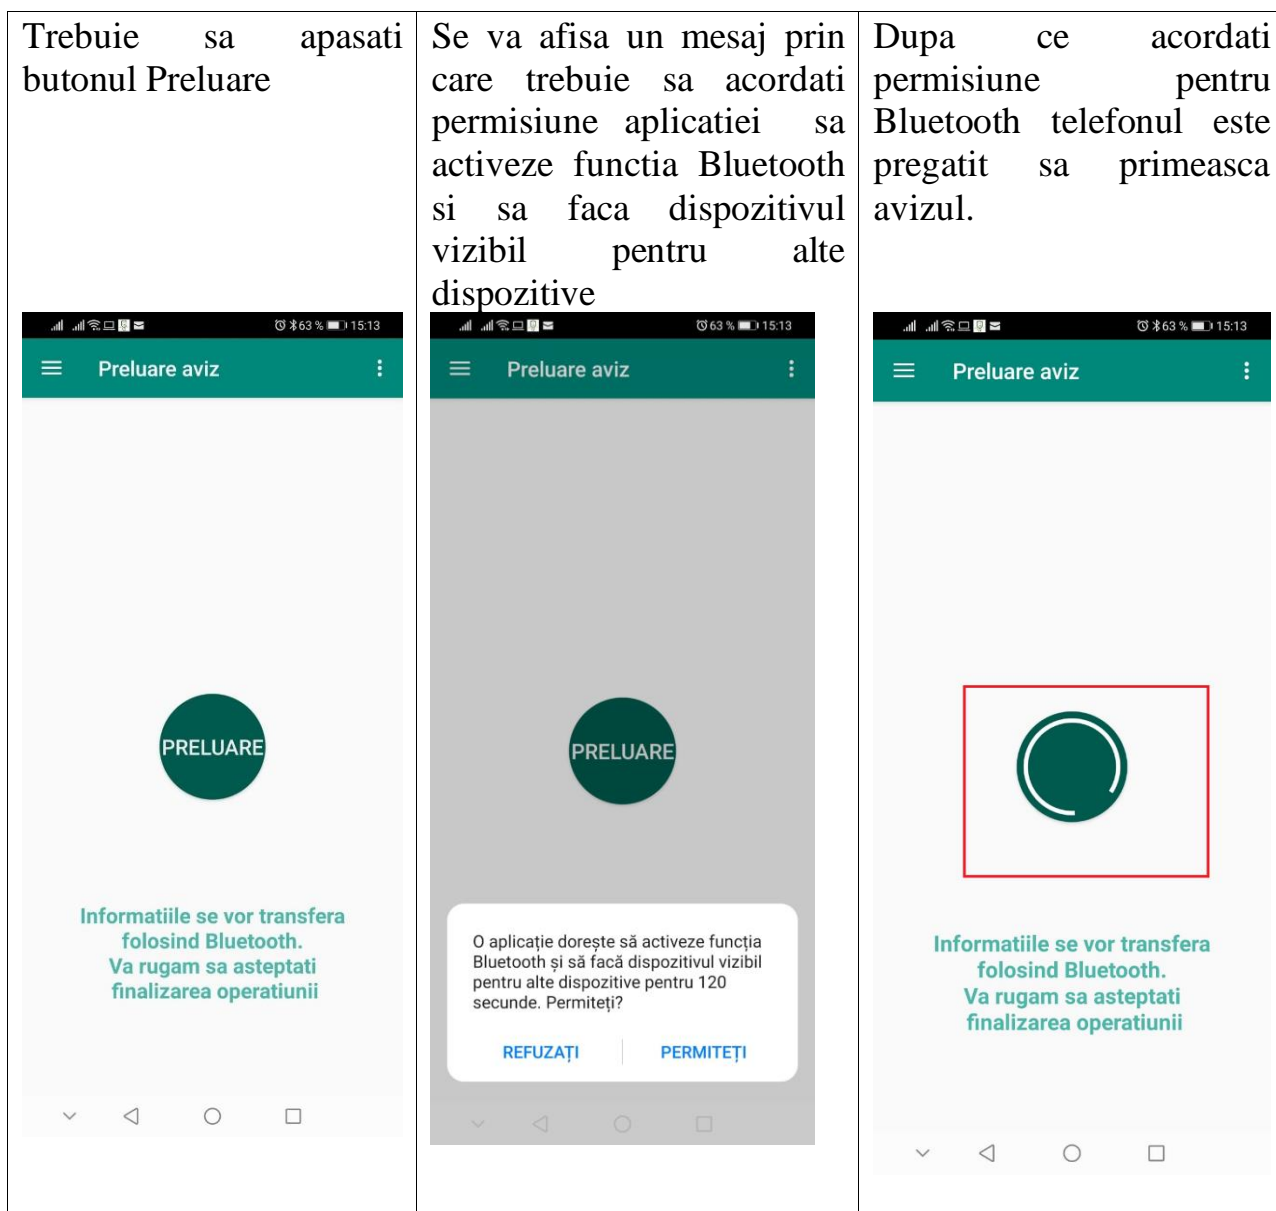 Trebuie sa apasati
butonul Preluare
Se va afisa un mesaj prin
care trebuie sa acordati
permisiune aplicatiei sa
activeze functia Bluetooth
si sa faca dispozitivul
vizibil pentru alte
dispozitive
Dupa ce acordati
permisiune pentru
Bluetooth telefonul este
pregatit sa primeasca
avizul.
63 % 15:13
Preluare aviz
PRELUARE
Informatiile se vor transfera
folosind Bluetooth.
Va rugam sa asteptati
finalizarea operatiunii
63 % 15:13
Preluare aviz
PRELUARE
O aplicație dorește să activeze funcția
Bluetooth și să facă dispozitivul vizibil
pentru alte dispozitive pentru 120
secunde. Permiteți?
REFUZAȚI PERMITEȚI
63 % 15:13
Preluare aviz
Informatiile se vor transfera
folosind Bluetooth.
Va rugam sa asteptati
finalizarea operatiunii